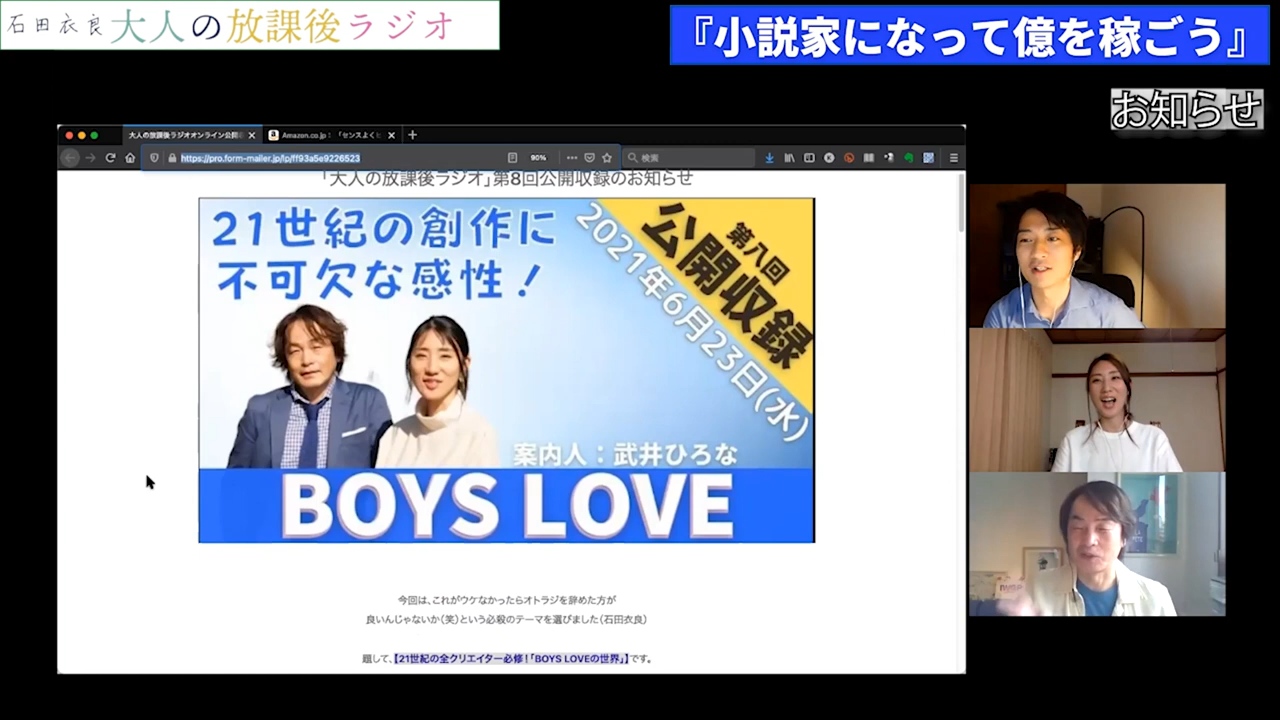 石田衣良 大人の放課後ラジオ
『小説家になって億を稼ごう』
お知らせ
大人の放課後ラジオオンライン公開
Amazon.co.jp：「センスよく
https://pro.form-mailer.jp/lp/ff93a5e9226523
90%
検索
「大人の放課後ラジオ」第8回公開収録のお知らせ
21世紀の創作に
不可欠な感性！
第八回
公開収録
2021年6月23日(水)
案内人：武井ひろな
BOYS LOVE
今回は、これがウケなかったらオトラジを辞めた方が
良いんじゃないか（笑）という必殺のテーマを選びました（石田衣良）
題して、【21世紀の全クリエイター必修！「BOYS LOVEの世界」】です。